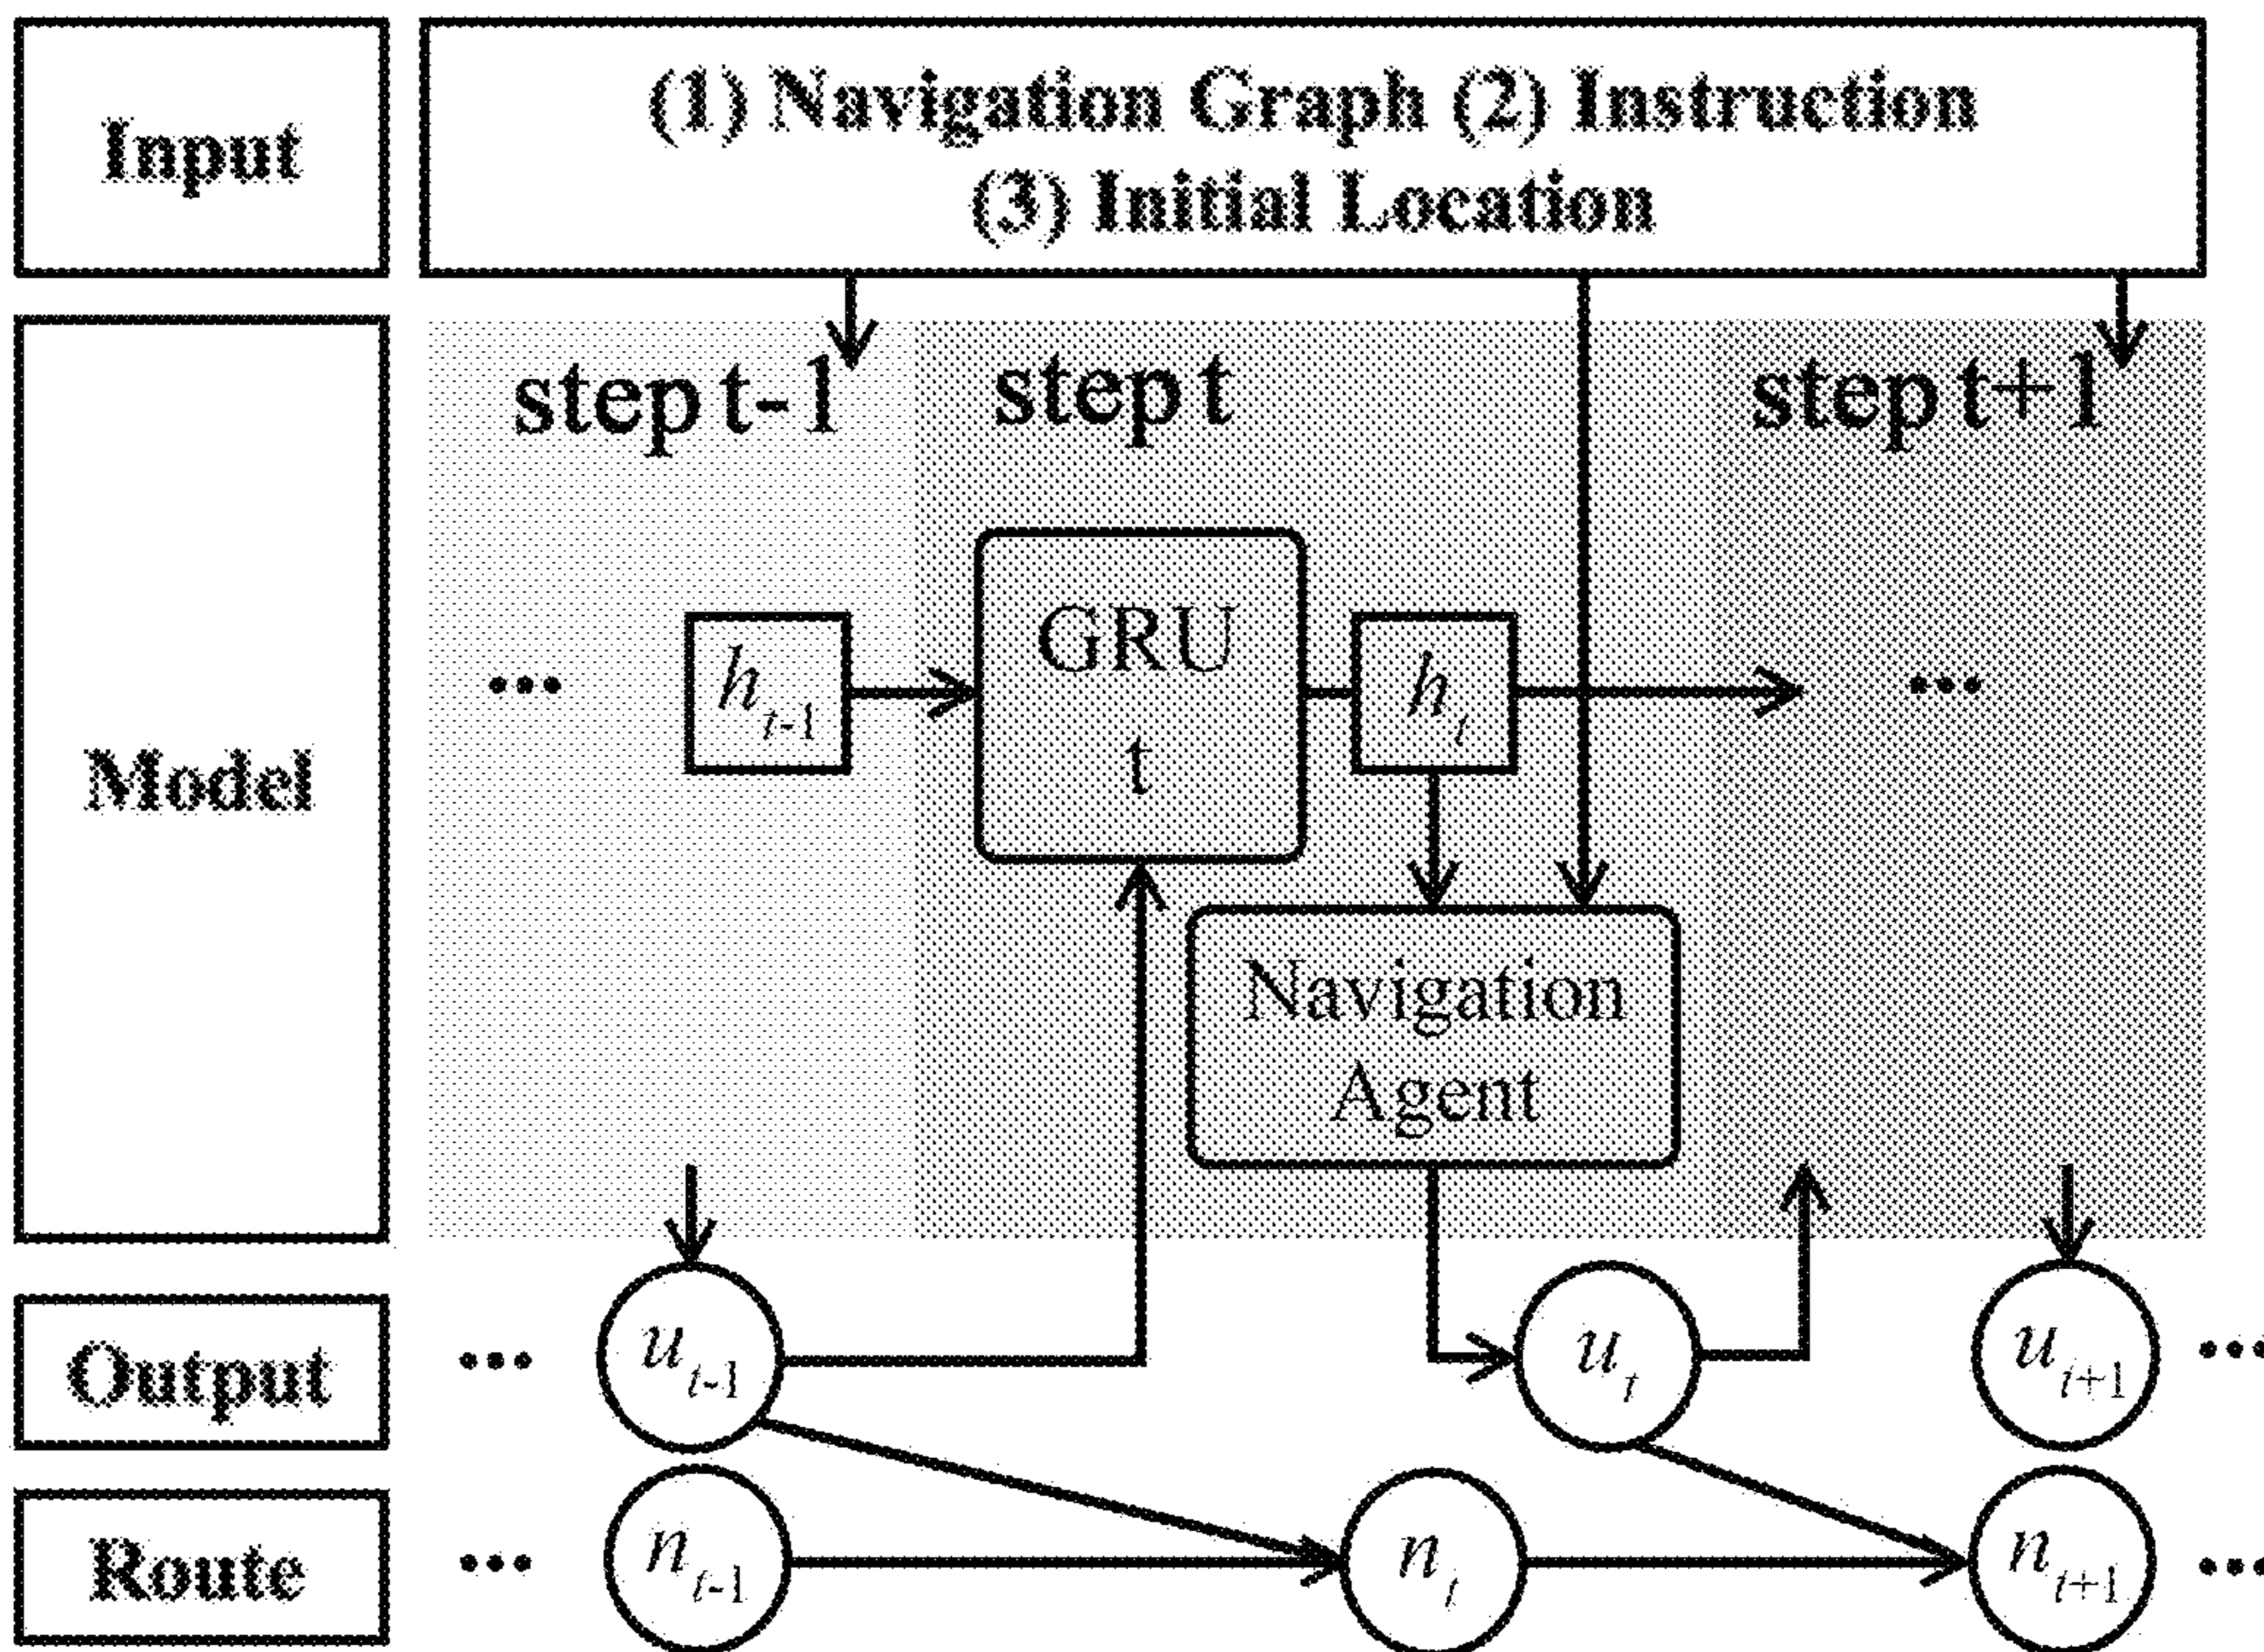 Input
(1) Navigation Graph (2) Instruction
(3) Initial Location
Model
step t-1
step t
step t+1
...
h_{t-1}
GRU
t
h_t
...
Navigation
Agent
Output
...
u_{t-1}
u_t
u_{t+1}
...
Route
...
n_{t-1}
n_t
n_{t+1}
...